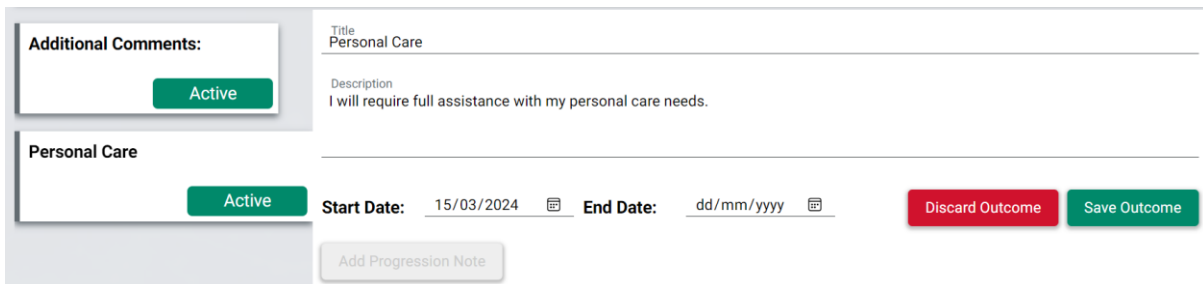 Additional Comments:
Active
Personal Care
Active
Title
Personal Care
Description
I will require full assistance with my personal care needs.
Start Date: 15/03/2024 End Date: dd/mm/yyyy Discard Outcome Save Outcome
Add Progression Note